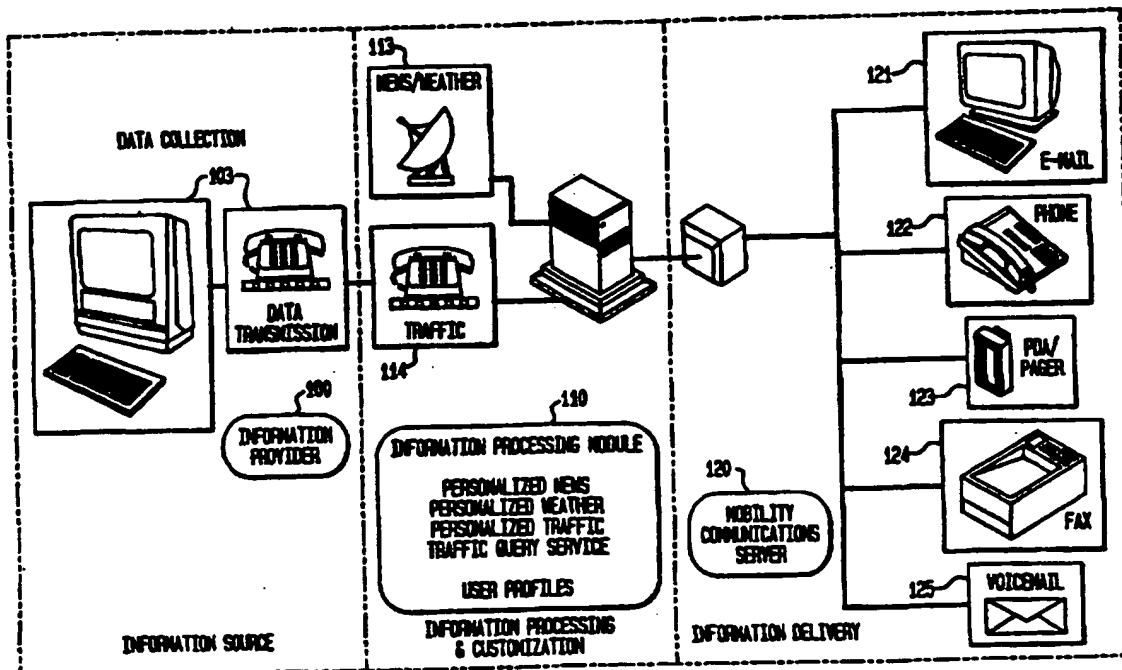 DATA COLLECTION
103
DATA
TRANSMISSION
100
INFORMATION
PROVIDER
INFORMATION SOURCE
113
NEWS/WEATHER
TRAFFIC
114
110
INFORMATION PROCESSING MODULE
PERSONALIZED NEWS
PERSONALIZED WEATHER
PERSONALIZED TRAFFIC
TRAFFIC QUERY SERVICE
USER PROFILES
INFORMATION PROCESSING
& CUSTOMIZATION
120
MOBILITY
COMMUNICATIONS
SERVER
INFORMATION DELIVERY
121
E-MAIL
122
PHONE
123
PDA/
PAGER
124
FAX
125
VOICEMAIL